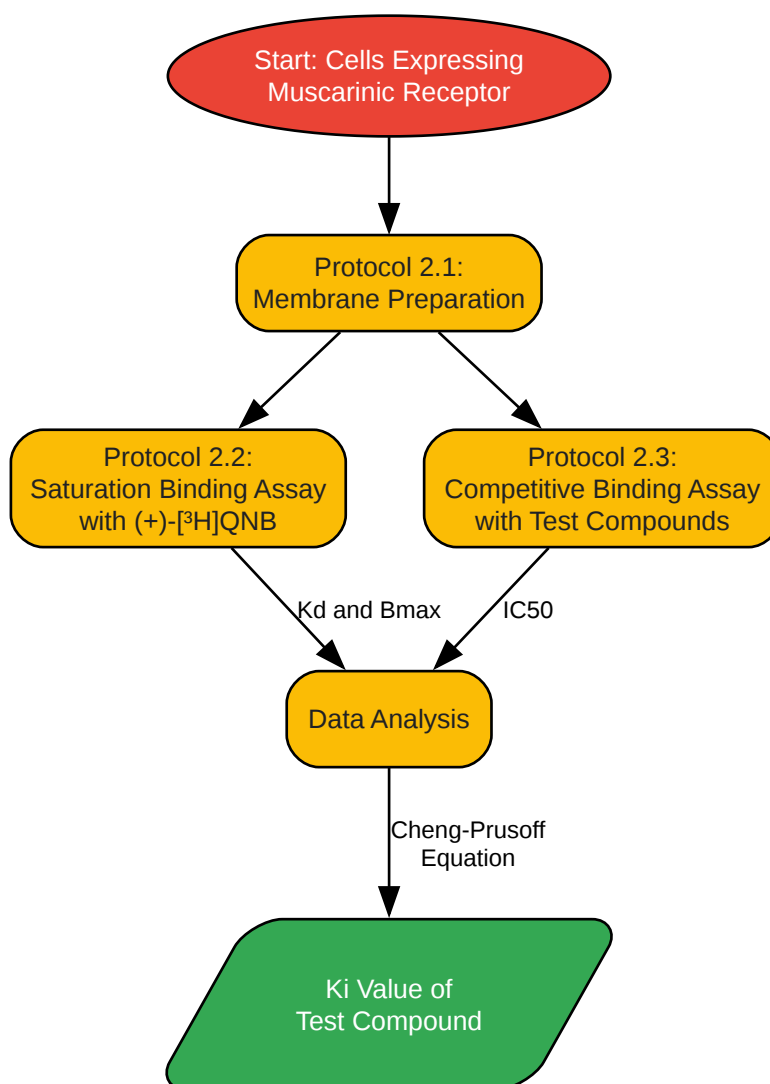 Start: Cells Expressing
Muscarinic Receptor
Protocol 2.1:
Membrane Preparation
Protocol 2.2:
Saturation Binding Assay
with (+)-[³H]QNB
Protocol 2.3:
Competitive Binding Assay
with Test Compounds
Kd and Bmax
IC50
Data Analysis
Cheng-Prusoff
Equation
Ki Value of
Test Compound